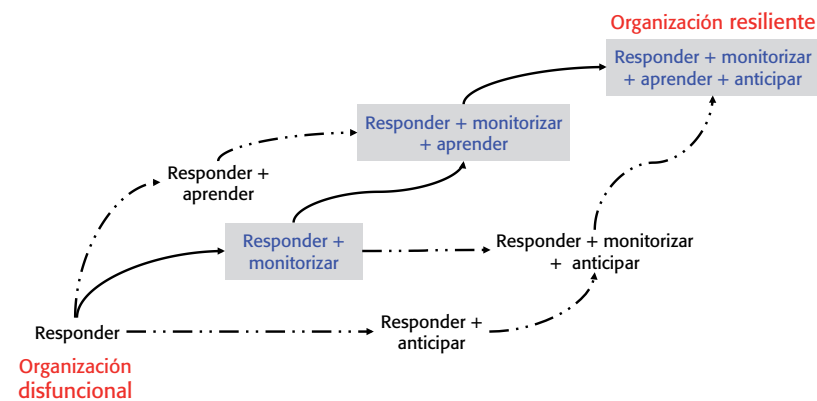 Organización resiliente
Responder + monitorizar
+ aprender + anticipar
Responder + monitorizar
+ aprender
Responder +
aprender
Responder +
monitorizar
Responder + monitorizar
+ anticipar
Responder
Responder +
anticipar
Organización
disfuncional